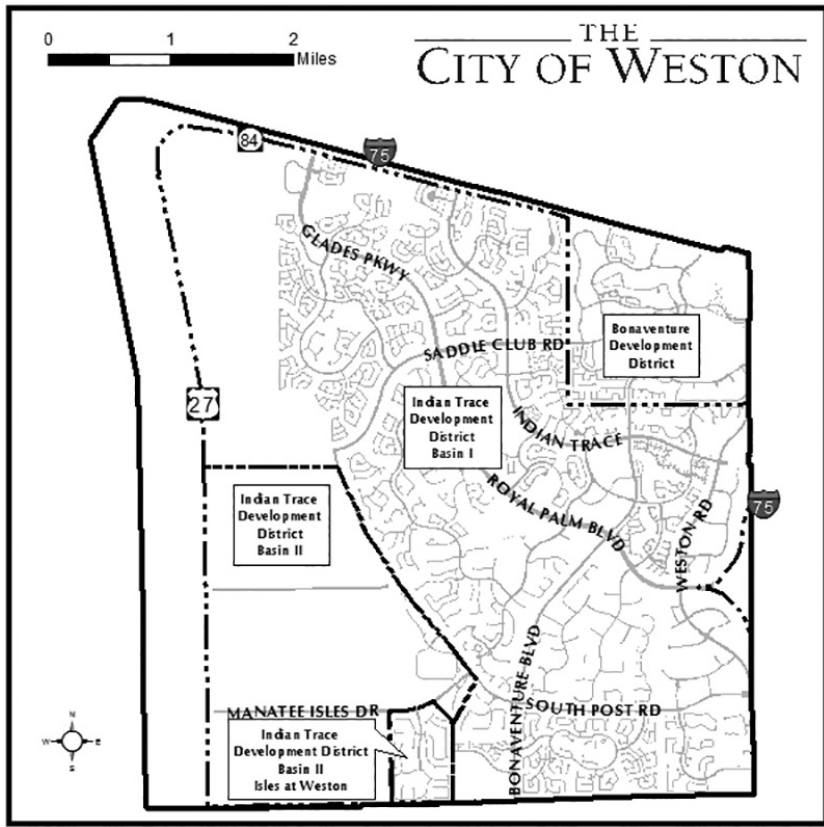 0 1 2
Miles
THE
CITY OF WESTON
84
75
GLADES PKWY
Bonaventure
Development
District
SADDLE CLUB RD
27
Indian Trace
Development
District
Basin I
INDIAN TRACE
Indian Trace
Development
District
Basin II
ROYAL PALM BLVD
WESTON RD
75
BONAVENTURE BLVD
MANATEE ISLES DR
SOUTH POST RD
Indian Trace
Development District
Basin II
Isles at Weston
N
W E
S